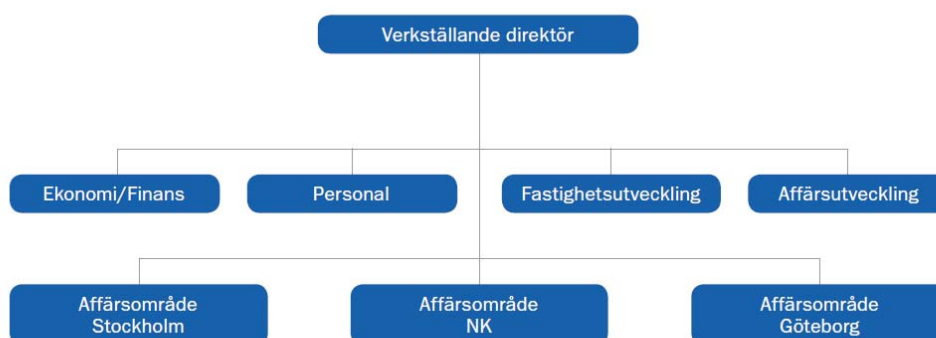 Verkställande direktör
Ekonomi/Finans
Personal
Fastighetsutveckling
Affärsutveckling
Affärsområde
Stockholm
Affärsområde
NK
Affärsområde
Göteborg